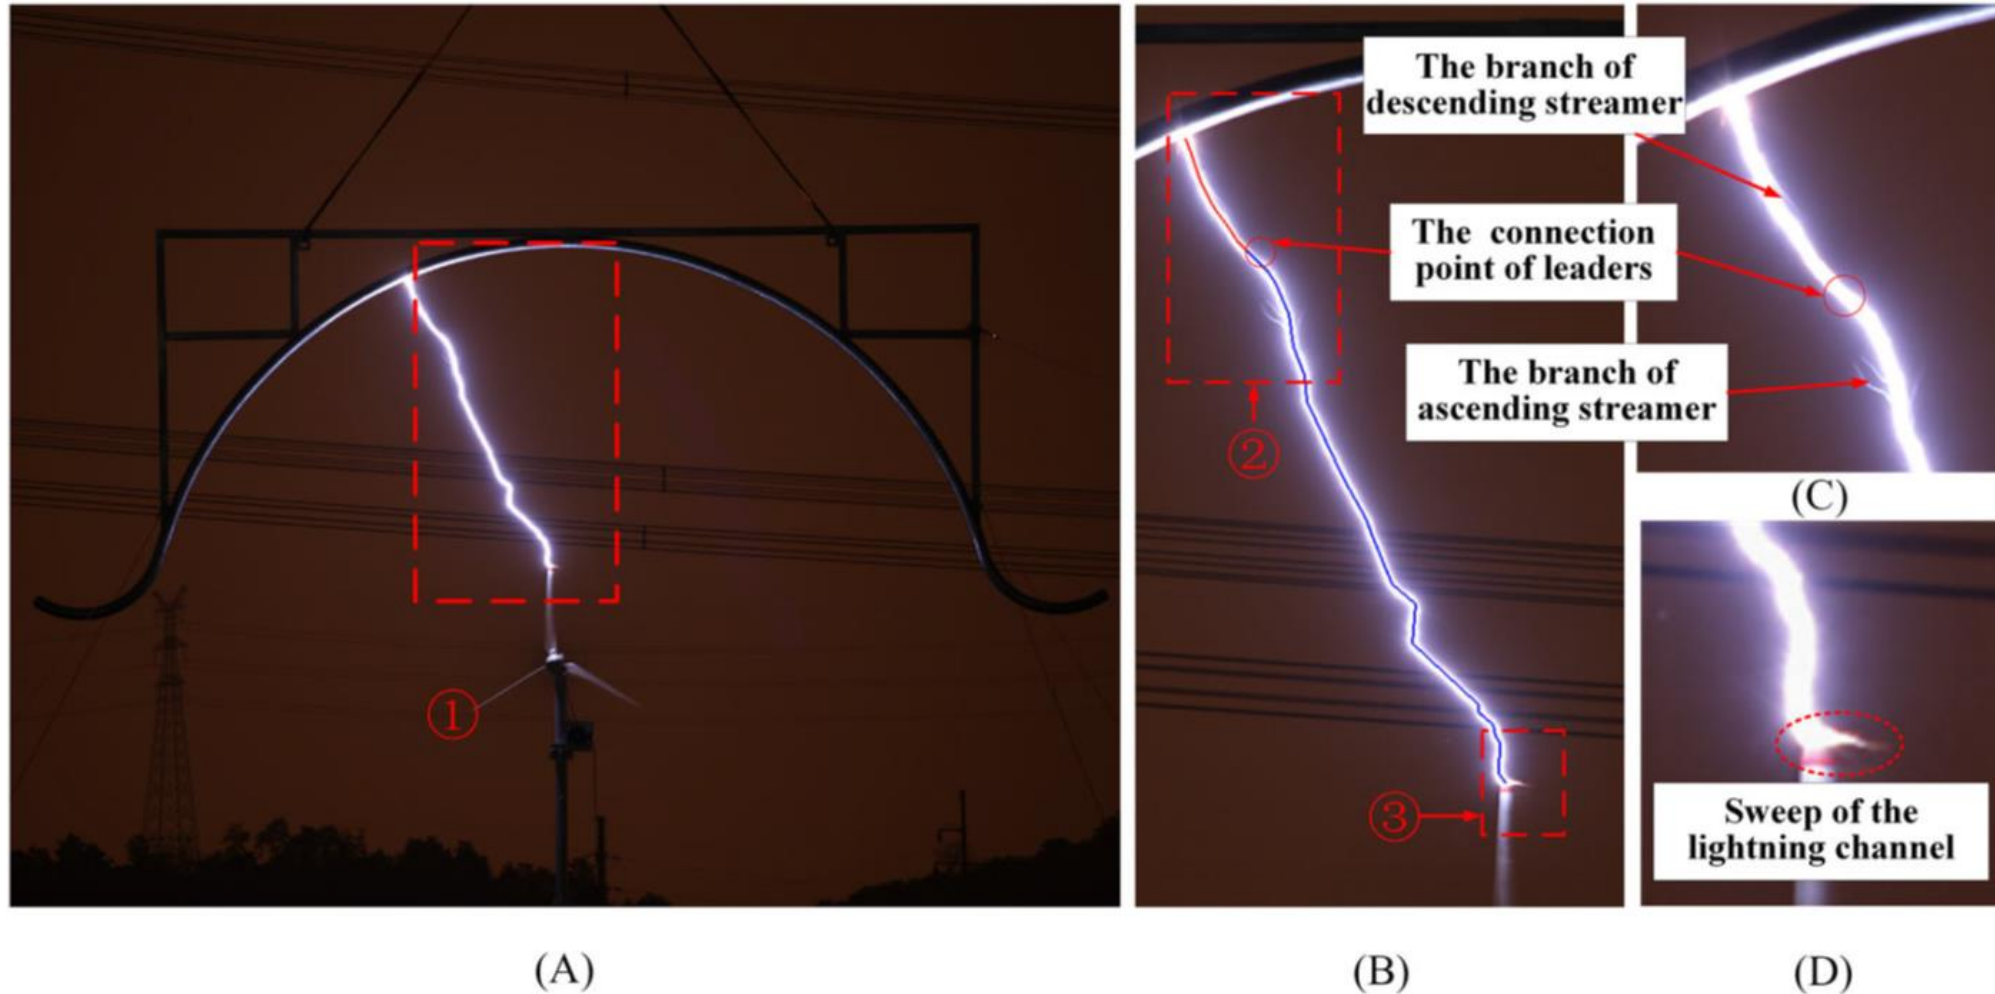 The branch of
descending streamer
The connection
point of leaders
The branch of
ascending streamer
①
②
③
(C)
Sweep of the
lightning channel
(A)
(B)
(D)